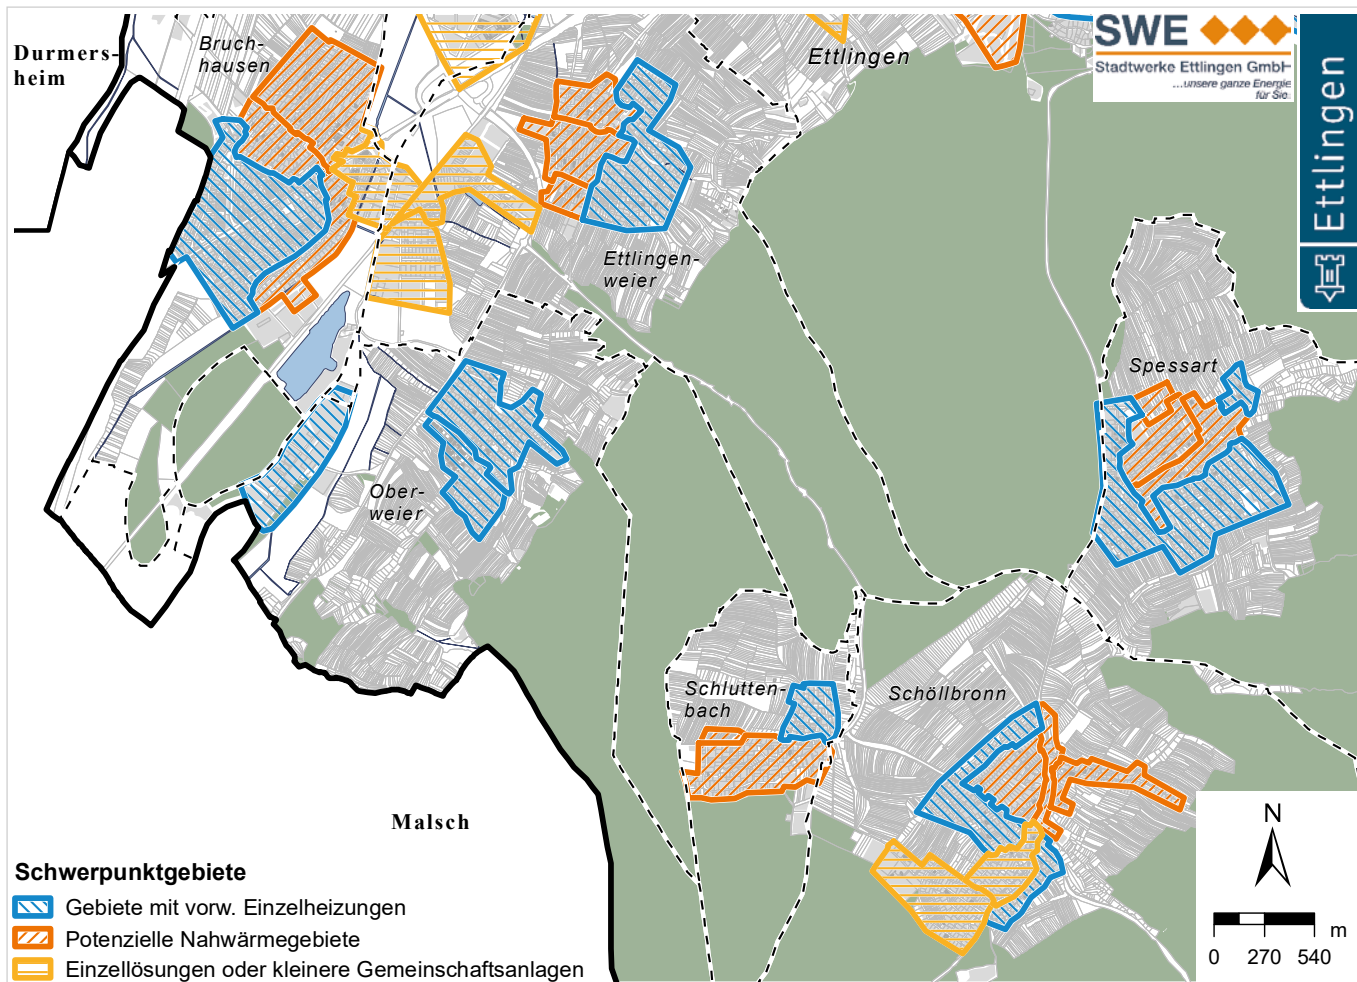 Durmers-
heim
Bruch-
hausen
Ettlingen
SWE
Stadtwerke Ettlingen GmbH
...unsere ganze Energie
für Sie.
Ettlingen
Ettlingen-
weier
Spessart
Ober-
weier
Schlutten-
bach
Schöllbronn
Malsch
Schwerpunktgebiete
Gebiete mit vorw. Einzelheizungen
Potenzielle Nahwärmegebiete
Einzellösungen oder kleinere Gemeinschaftsanlagen
N
m
0 270 540